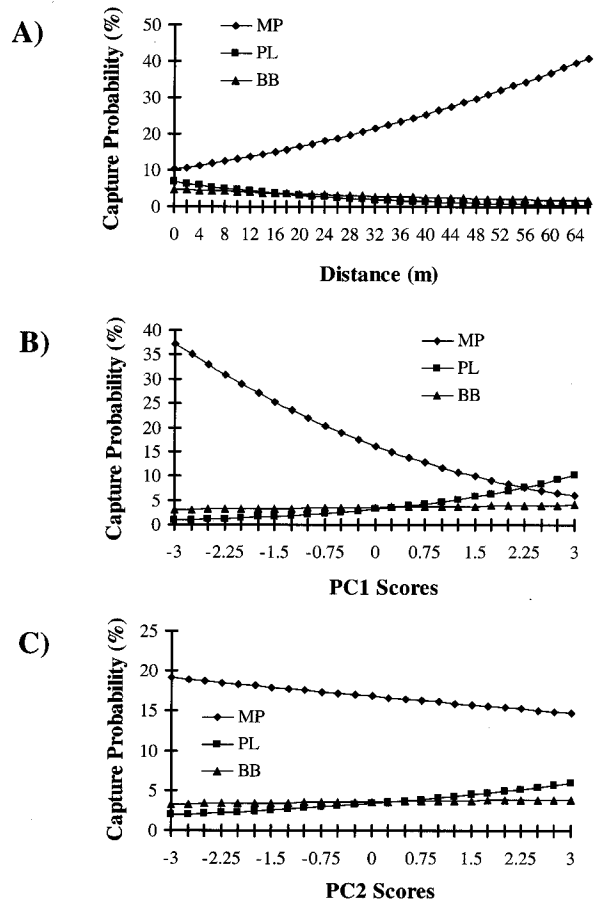 A)
Capture Probability (%)
50
40
30
20
10
0
MP
PL
BB
0 4 8 12 16 20 24 28 32 36 40 44 48 52 56 60 64
Distance (m)
B)
Capture Probability (%)
40
35
30
25
20
15
10
5
0
MP
PL
BB
-3 -2.25 -1.5 -0.75 0 0.75 1.5 2.25 3
PC1 Scores
C)
Capture Probability (%)
25
20
15
10
5
0
MP
PL
BB
-3 -2.25 -1.5 -0.75 0 0.75 1.5 2.25 3
PC2 Scores